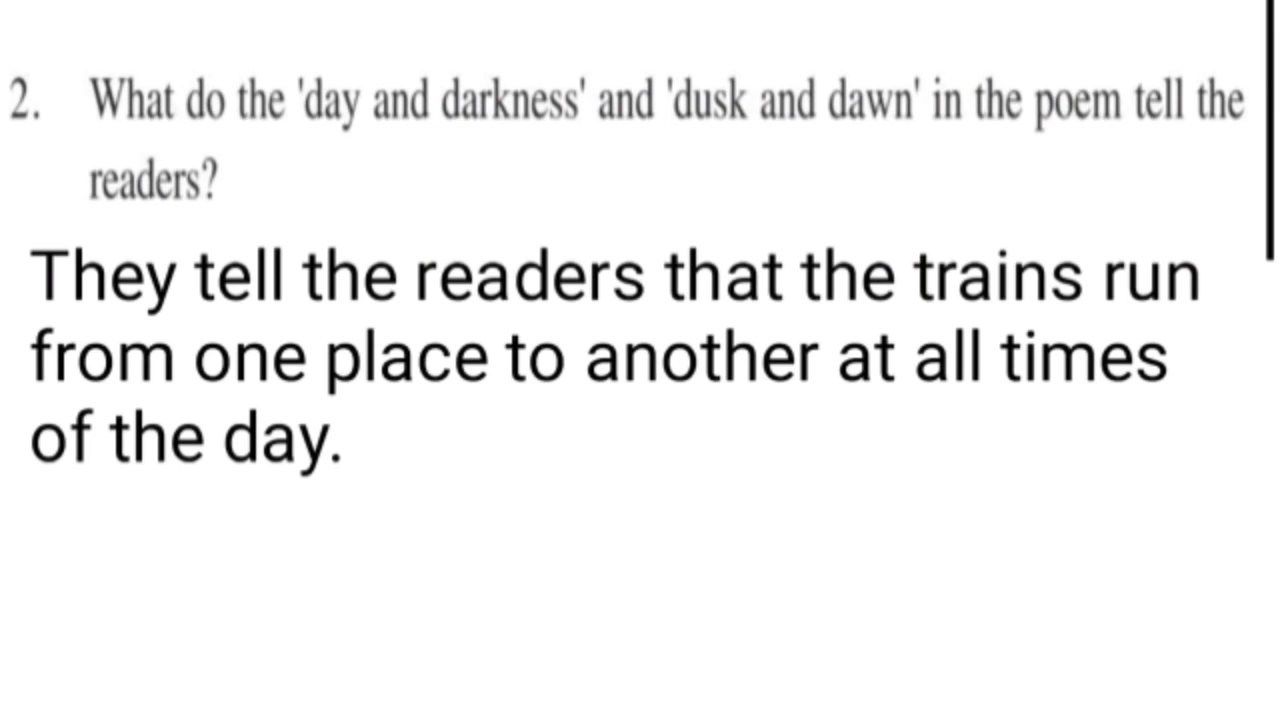 2. What do the 'day and darkness' and 'dusk and dawn' in the poem tell the
readers?
They tell the readers that the trains run
from one place to another at all times
of the day.